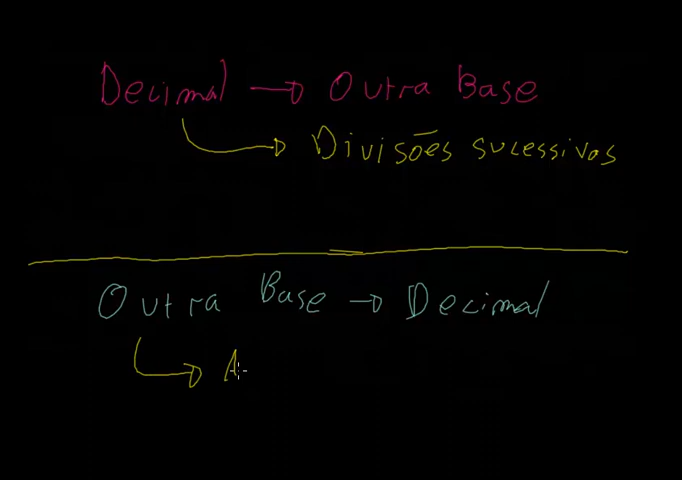 Decimal → Outra Base
→ Divisões sucessivas
Outra Base → Decimal
→ A